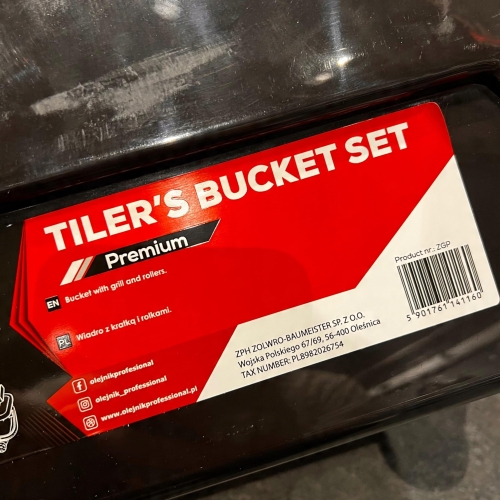 TILER'S BUCKET SET
Premium
EN Bucket with grill and rollers.
PL Wiadro z kratką i rolkami.
olejnikprofesional
olejnik_professional
www.olejnikprofessional.pl
Product nr.: ZGP
5 901761 141160
ZPH ZOLWRO-BAUMEISTER SP. Z O.O.
Wojska Polskiego 67/69, 56-400 Oleśnica
TAX NUMBER: PL8982026754